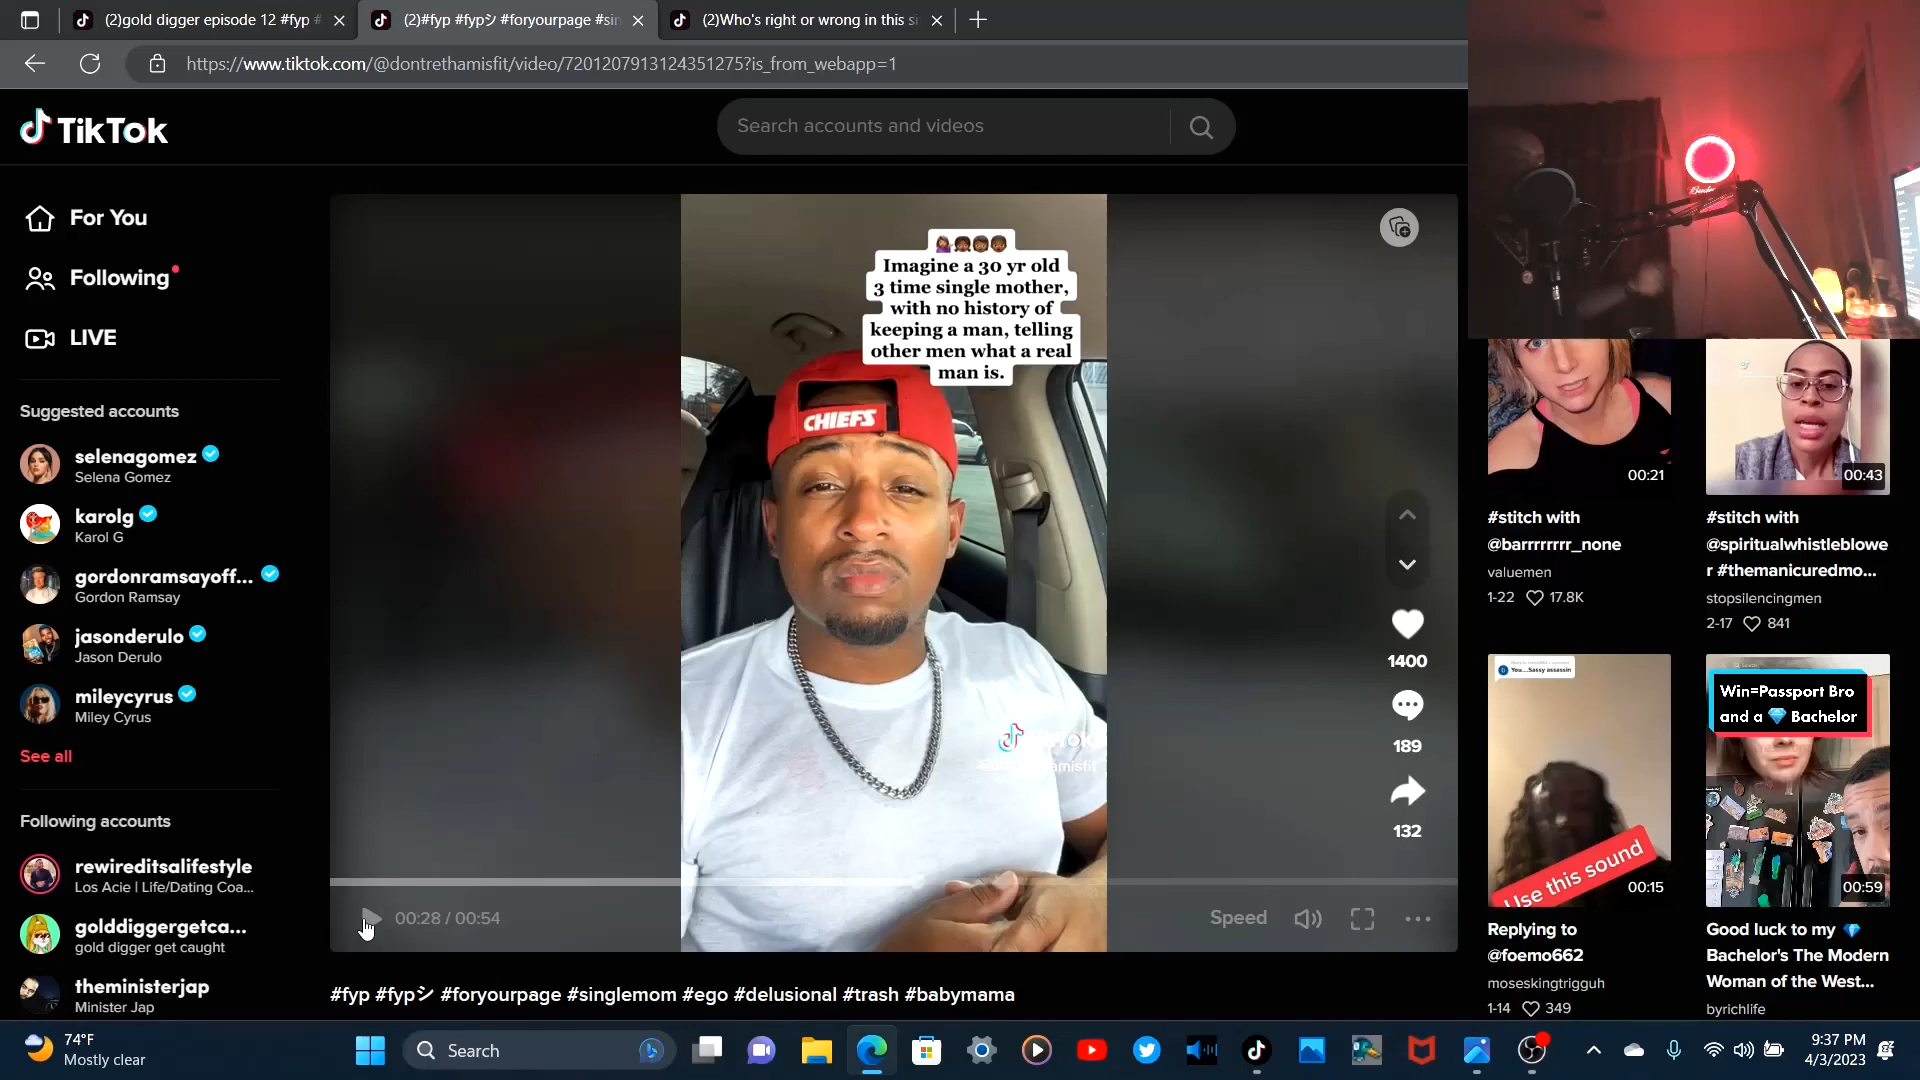 (2)gold digger episode 12 #fyp #
(2)#fyp #fypシ #foryourpage #sin
(2)Who's right or wrong in this si
https://www.tiktok.com/@dontrethamisfit/video/7201207913124351275?is_from_webapp=1
TikTok
Search accounts and videos
For You
Following
LIVE
Suggested accounts
selenagomez
Selena Gomez
karolg
Karol G
gordonramsayoff...
Gordon Ramsay
jasonderulo
Jason Derulo
mileycyrus
Miley Cyrus
See all
Following accounts
rewireditsalifestyle
Los Acie | Life/Dating Coa...
golddiggergetca...
gold digger get caught
theministerjap
Minister Jap
Imagine a 30 yr old
3 time single mother,
with no history of
keeping a man, telling
other men what a real
man is.
CHIEFS
1400
189
132
00:28 / 00:54
Speed
#fyp #fypシ #foryourpage #singlemom #ego #delusional #trash #babymama
00:21
#stitch with
@barrrrrrrr_none
valuemen
1-22 17.8K
00:43
#stitch with
@spiritualwhistleblowe
r #themanicuredmo...
stopsilencingmen
2-17 841
You...Sassy assassin
Use this sound
00:15
Replying to
@foemo662
moseskingtrigguh
1-14 349
Win=Passport Bro
and a 💎 Bachelor
00:59
Good luck to my 💎
Bachelor's The Modern
Woman of the West...
byrichlife
74°F
Mostly clear
Search
9:37 PM
4/3/2023